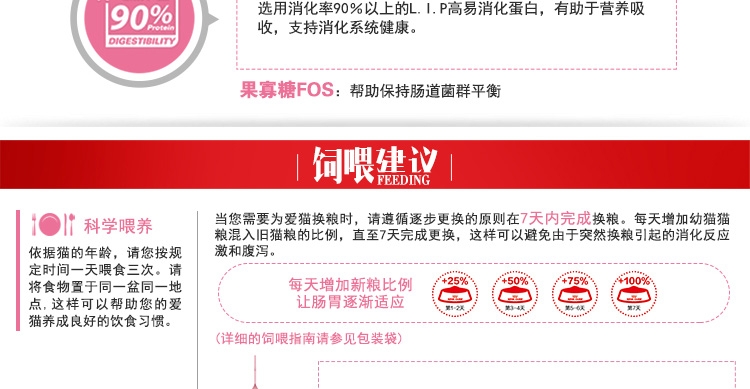 90%
Protein
DIGESTIBILITY
选用消化率90%以上的L.I.P高易消化蛋白,有助于营养吸
收,支持消化系统健康。
果寡糖FOS:帮助保持肠道菌群平衡
饲喂建议
FEEDING
科学喂养
依据猫的年龄,请您按规
定时间一天喂食三次。请
将食物置于同一盆同一地
点,这样可以帮助您的爱
猫养成良好的饮食习惯。
当您需要为爱猫换粮时,请遵循逐步更换的原则在7天内完成换粮。每天增加幼猫猫
粮混入旧猫粮的比例,直至7天完成更换,这样可以避免由于突然换粮引起的消化反应
激和腹泻。
每天增加新粮比例
让肠胃逐渐适应
+25%
第1-2天
+50%
第3-4天
+75%
第5-6天
+100%
第7天
(详细的饲喂指南请参见包装袋)